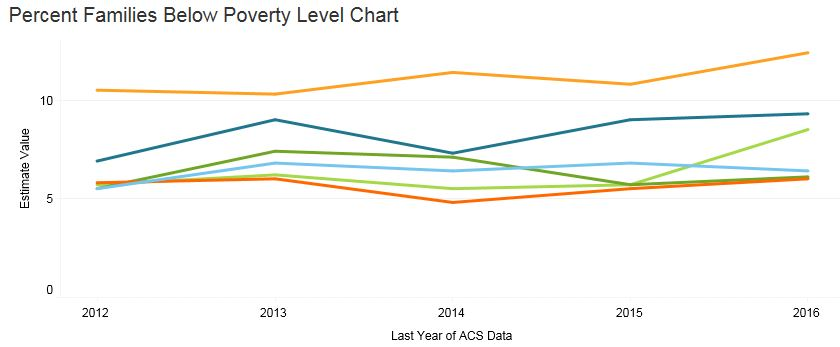 Percent Families Below Poverty Level Chart
Estimate Value
10
5
0
2012 2013 2014 2015 2016
Last Year of ACS Data